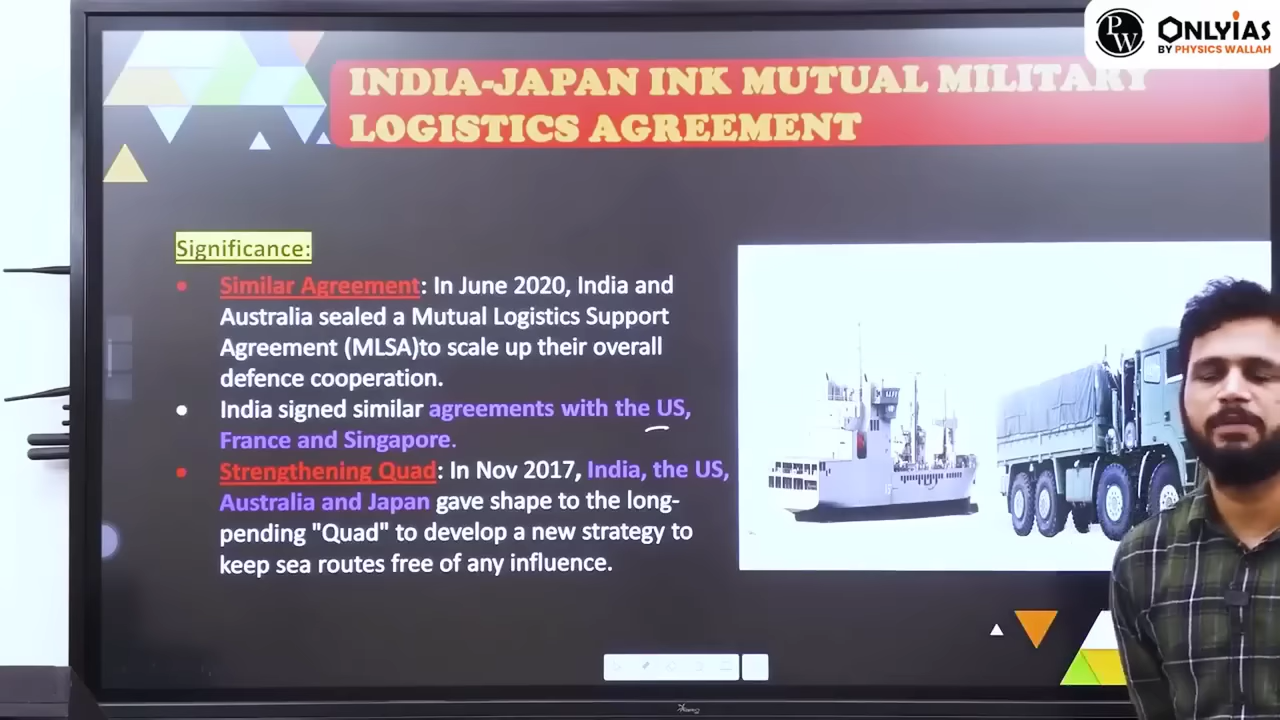 PW
ONLYIAS
BY PHYSICS WALLAH
INDIA-JAPAN INK MUTUAL MILITARY
LOGISTICS AGREEMENT
Significance:
• Similar Agreement: In June 2020, India and
Australia sealed a Mutual Logistics Support
Agreement (MLSA)to scale up their overall
defence cooperation.
• India signed similar agreements with the US,
France and Singapore.
• Strengthening Quad: In Nov 2017, India, the US,
Australia and Japan gave shape to the long-
pending "Quad" to develop a new strategy to
keep sea routes free of any influence.